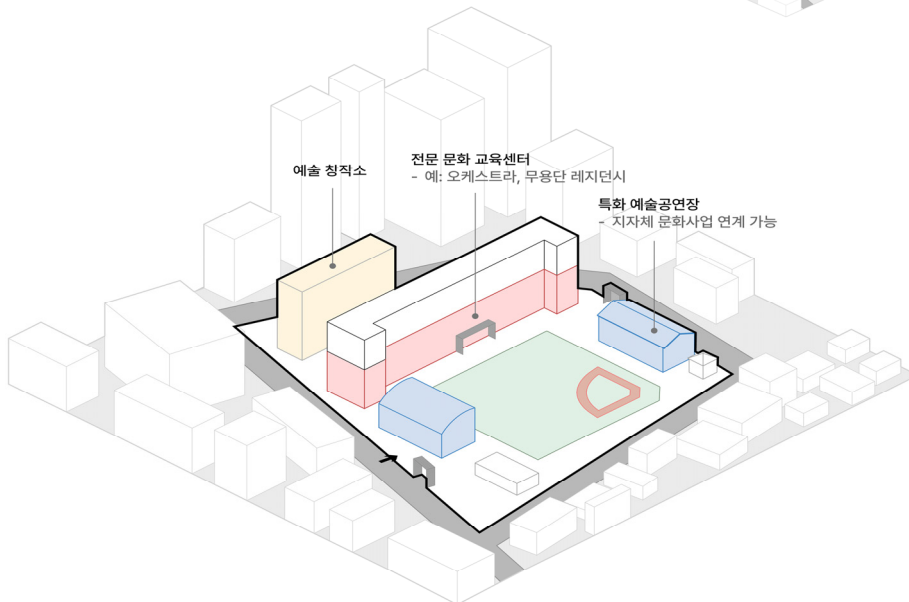 예술 칭작소
전문 문화 교육센터
- 예: 오케스트라, 무용단 레지던시
특화 예술공연장
- 지자체 문화사업 연계 가능